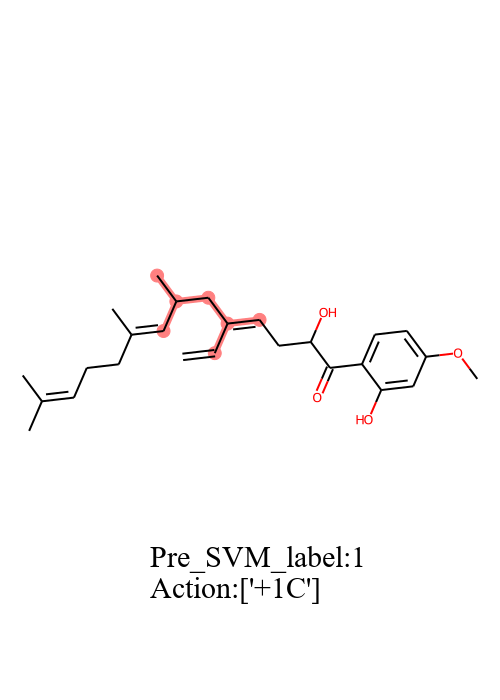 OH
O
O
HO
Pre_SVM_label:1
Action:['+1C']